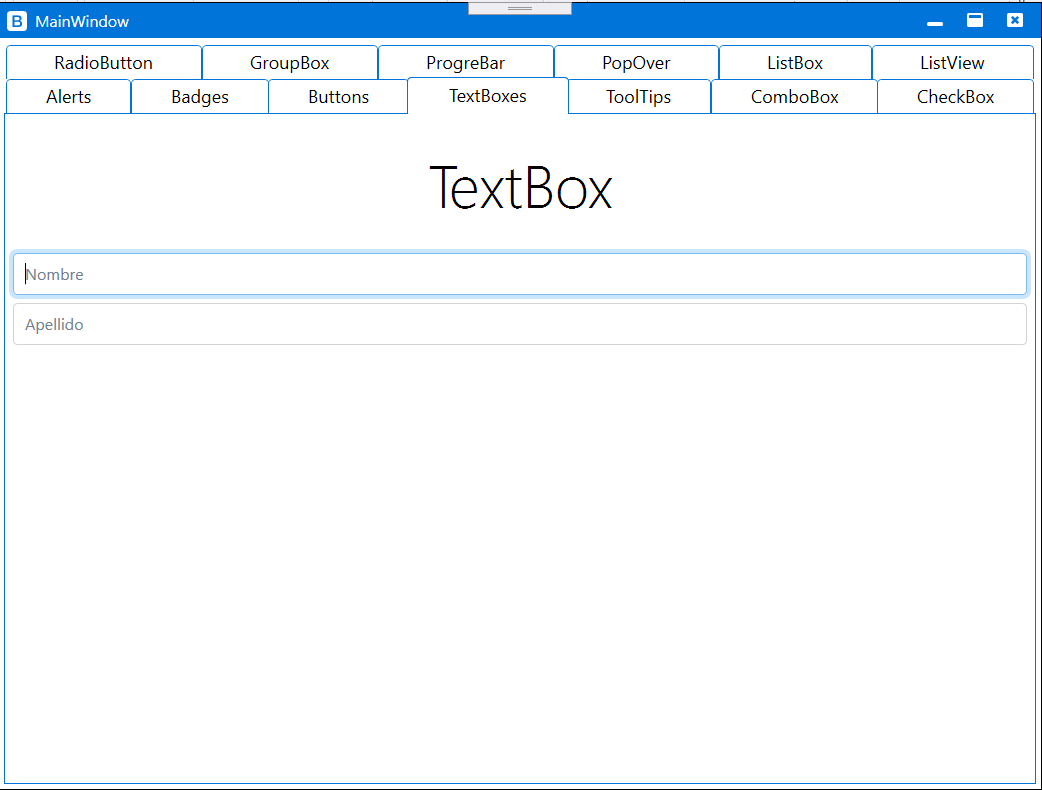 B MainWindow
RadioButton GroupBox ProgreBar PopOver ListBox ListView
Alerts Badges Buttons TextBoxes ToolTips ComboBox CheckBox
TextBox
Nombre
Apellido